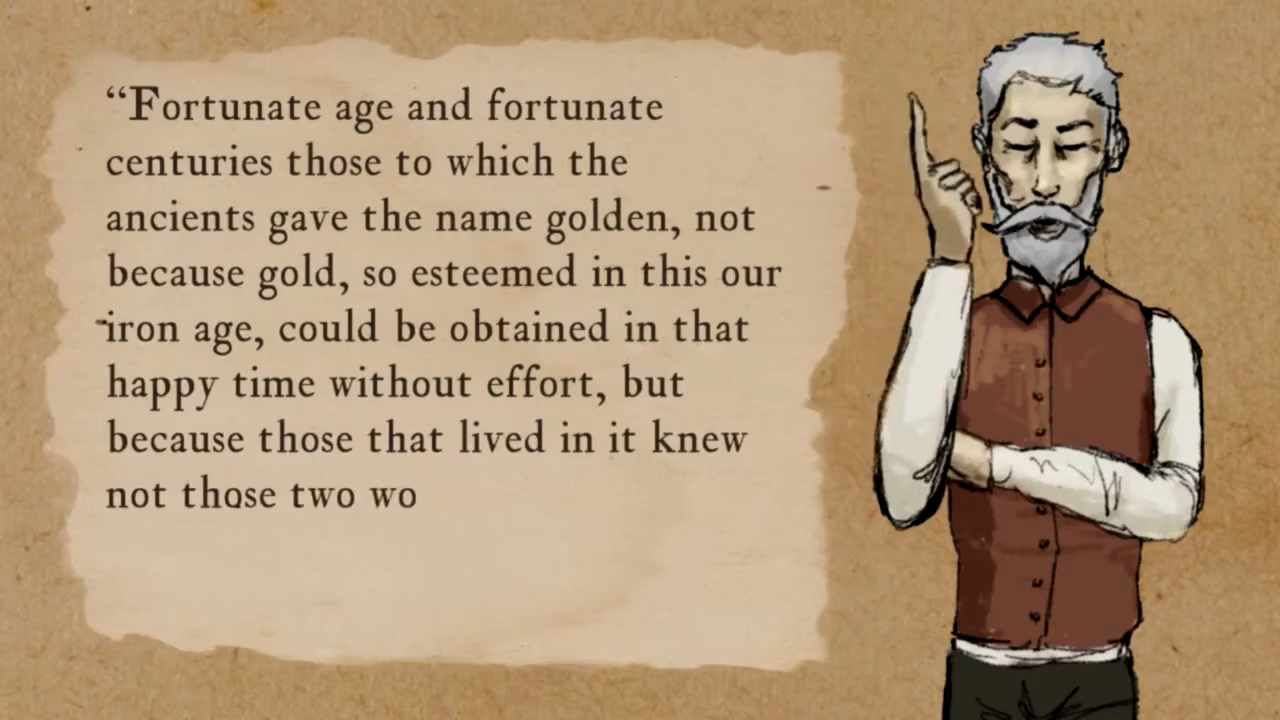 “Fortunate age and fortunate
centuries those to which the
ancients gave the name golden, not
because gold, so esteemed in this our
iron age, could be obtained in that
happy time without effort, but
because those that lived in it knew
not those two wo